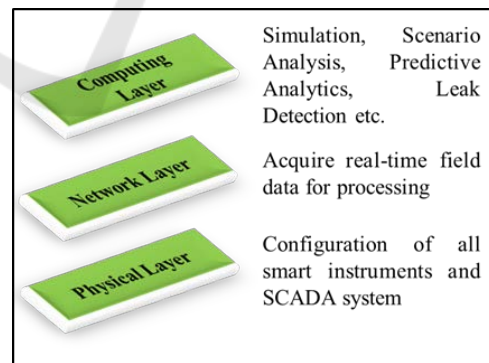 Computing
Layer
Simulation, Scenario
Analysis, Predictive
Analytics, Leak
Detection etc.
Network Layer
Acquire real-time field
data for processing
Physical Layer
Configuration of all
smart instruments and
SCADA system